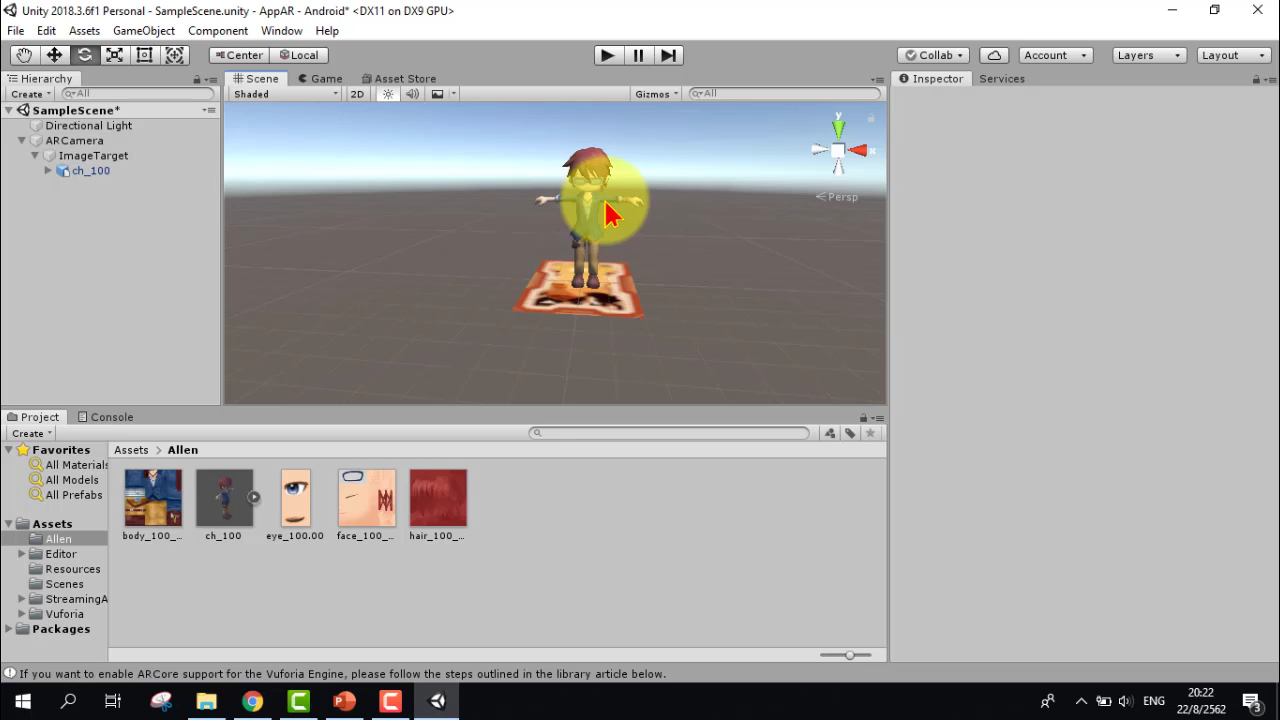 Unity 2018.3.6f1 Personal - SampleScene.unity - AppAR - Android* <DX11 on DX9 GPU>
File Edit Assets GameObject Component Window Help
Center Local Collab Account Layers Layout
Hierarchy Scene Game Asset Store Inspector Services
Create All Shaded 2D Gizmos All
SampleScene*
Directional Light
ARCamera
ImageTarget
ch_100
y
x
Persp
Project Console
Create
Favorites
All Materials
All Models
All Prefabs
Assets
Allen
Editor
Resources
Scenes
StreamingA
Vuforia
Packages
Assets > Allen
body_100_... ch_100 eye_100.00 face_100_... hair_100_...
If you want to enable ARCore support for the Vuforia Engine, please follow the steps outlined in the library article below.
ENG
20:22
22/8/2562
3